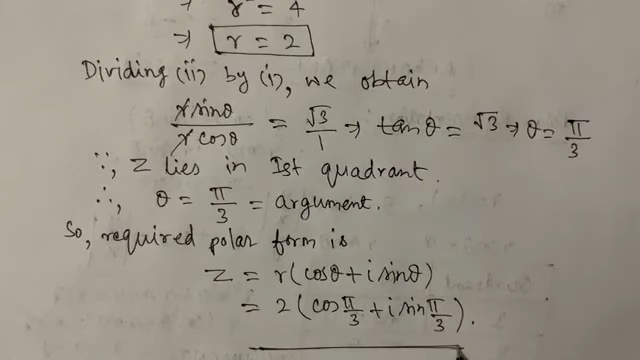 ⇒ r = 4
⇒ r = 2
Dividing (ii) by (i), we obtain
r sinθ / r cosθ = √3/1 ⇒ tanθ = √3 ⇒ θ = π/3
∵, Z lies in Ist quadrant.
∴, θ = π/3 = argument.
So, required polar form is
Z = r(cosθ + i sinθ)
= 2(cos π/3 + i sin π/3).